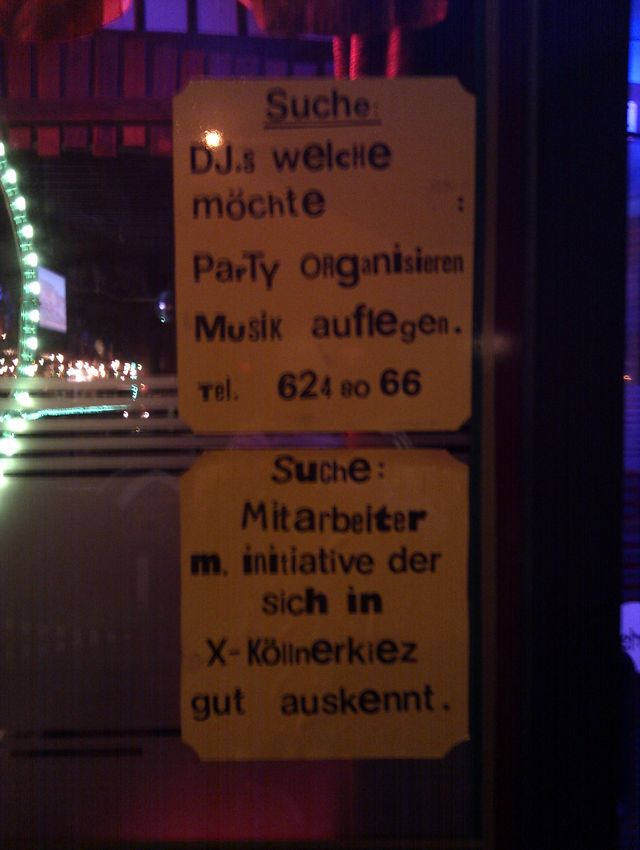 Suche:
DJ.s welche
möchte :
Party Organisieren
Musik auflegen.
Tel. 624 80 66
Suche:
Mitarbeiter
m. initiative der
sich in
X-Köllnerkiez
gut auskennt.